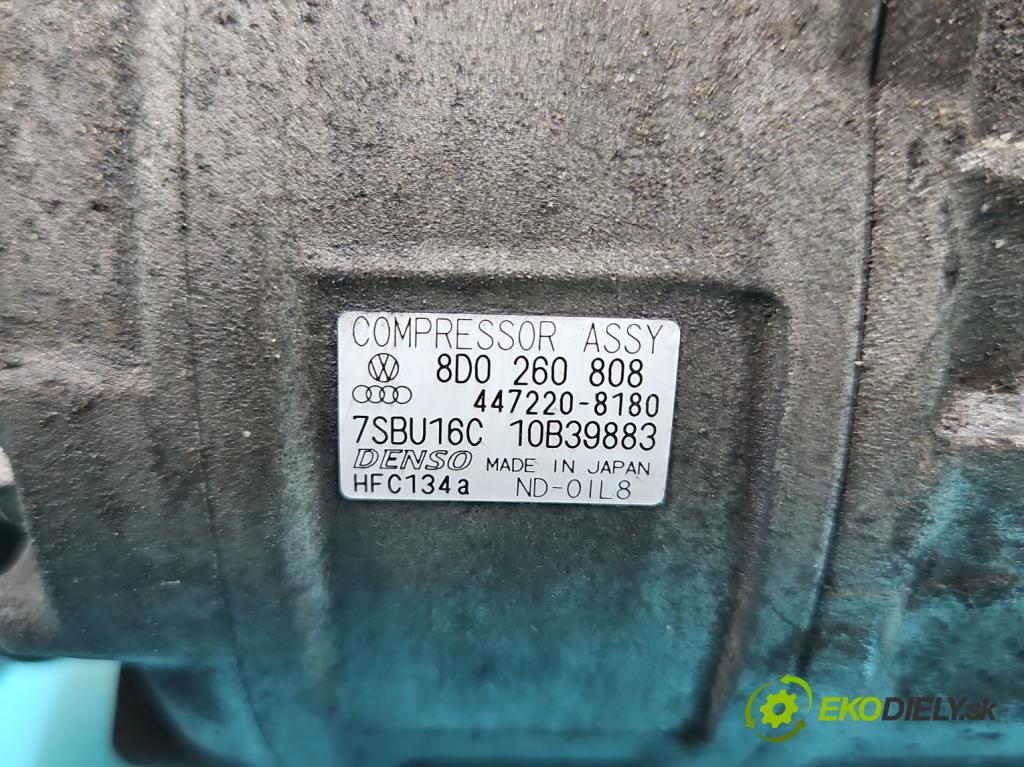 COMPRESSOR ASSY
8D0 260 808
447220-8180
7SBU16C 10B39883
DENSO MADE IN JAPAN
HFC134a ND-OIL8
EKODIELY.sk